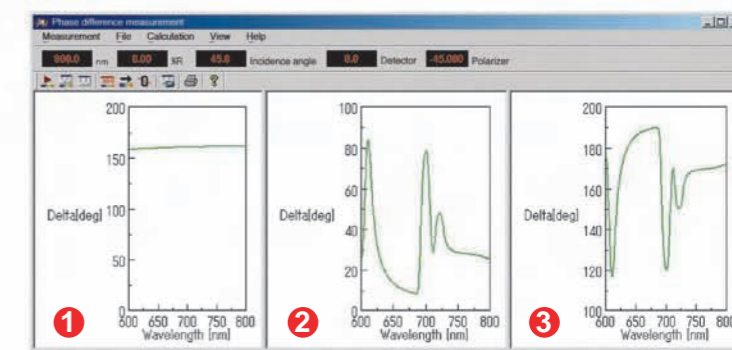 Phase difference measurement
Measurement File Calculation View Help
808.0 nm 0.00 %R 45.0 Incidence angle 0.0 Detector -45.000 Polarizer
200
150
Delta[deg]
100
50
0
600 650 700 750 800
Wavelength [nm]
1
100
80
60
Delta[deg]
40
20
0
600 650 700 750 800
Wavelength [nm]
2
200
180
160
Delta[deg]
140
120
100
600 650 700 750 800
Wavelength [nm]
3